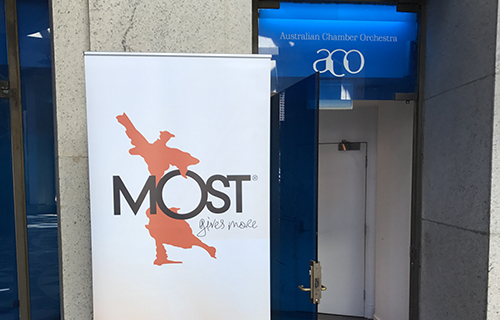 Australian Chamber Orchestra
aco
MOST®
gives more